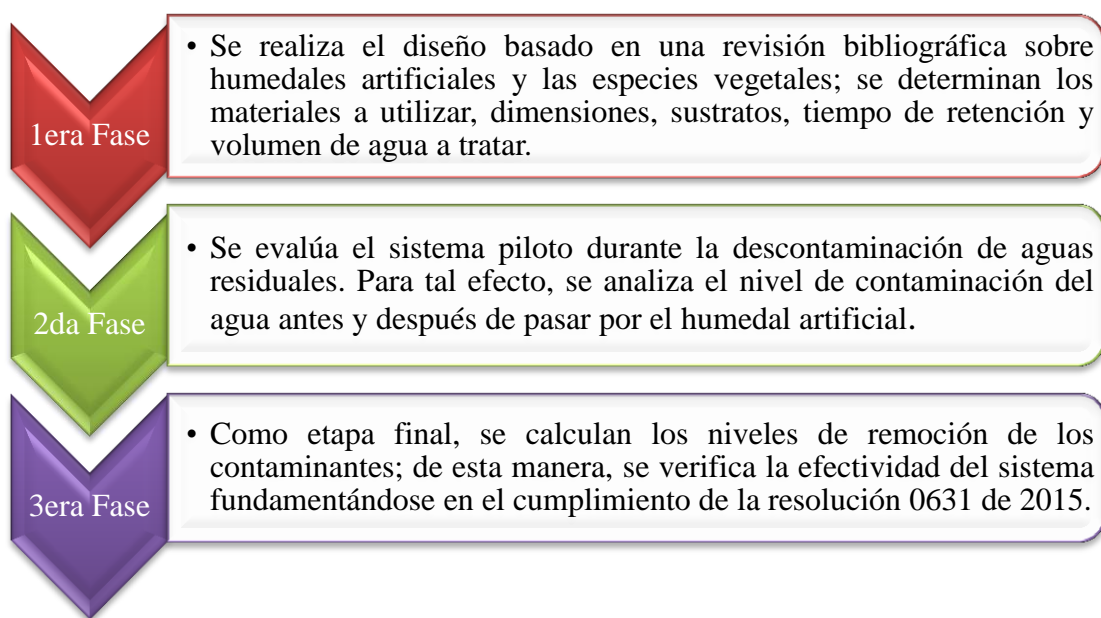 1era Fase
• Se realiza el diseño basado en una revisión bibliográfica sobre
humedales artificiales y las especies vegetales; se determinan los
materiales a utilizar, dimensiones, sustratos, tiempo de retención y
volumen de agua a tratar.
2da Fase
• Se evalúa el sistema piloto durante la descontaminación de aguas
residuales. Para tal efecto, se analiza el nivel de contaminación del
agua antes y después de pasar por el humedal artificial.
3era Fase
• Como etapa final, se calculan los niveles de remoción de los
contaminantes; de esta manera, se verifica la efectividad del sistema
fundamentándose en el cumplimiento de la resolución 0631 de 2015.